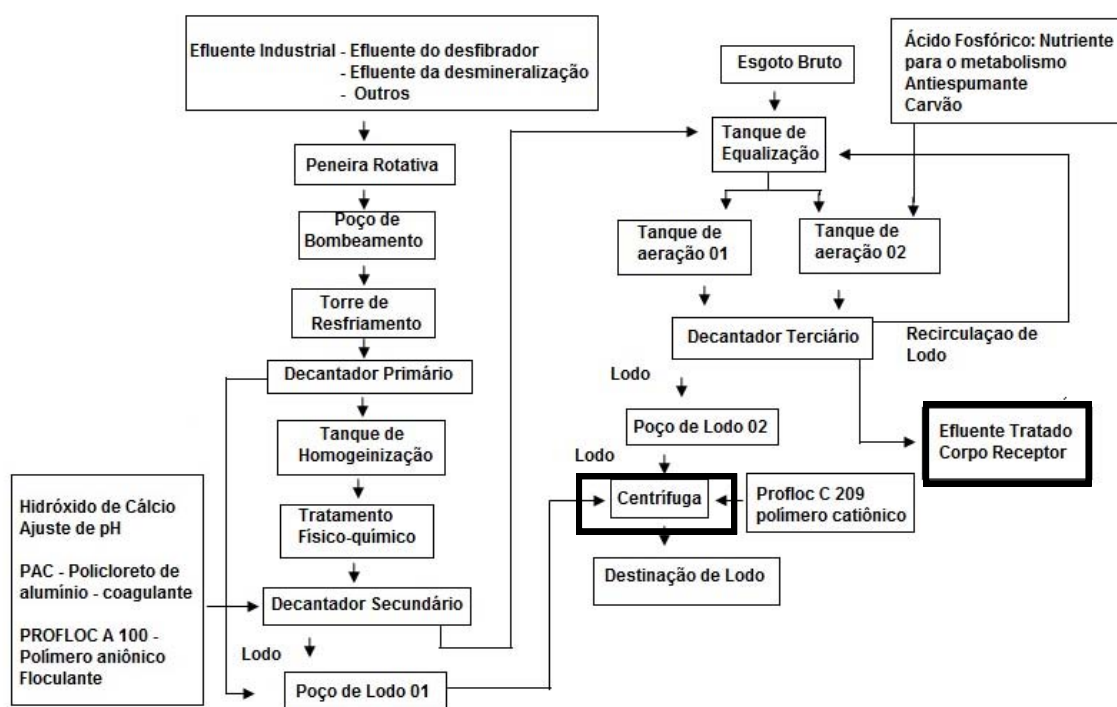 Efluente Industrial - Efluente do desfibrador
- Efluente da desmineralização
- Outros
Peneira Rotativa
Poço de
Bombeamento
Torre de
Resfriamento
Decantador Primário
Tanque de
Homogeinização
Tratamento
Físico-químico
Decantador Secundário
Lodo
Poço de Lodo 01
Hidróxido de Cálcio
Ajuste de pH
PAC - Policloreto de
alumínio - coagulante
PROFLOC A 100 -
Polímero aniônico
Floculante
Esgoto Bruto
Tanque de
Equalização
Ácido Fosfórico: Nutriente
para o metabolismo
Antiespumante
Carvão
Tanque de
aeração 01
Tanque de
aeração 02
Decantador Terciário
Recirculaçao de
Lodo
Lodo
Poço de Lodo 02
Lodo
Centrífuga
Profloc C 209
polímero catiônico
Destinação de Lodo
Efluente Tratado
Corpo Receptor